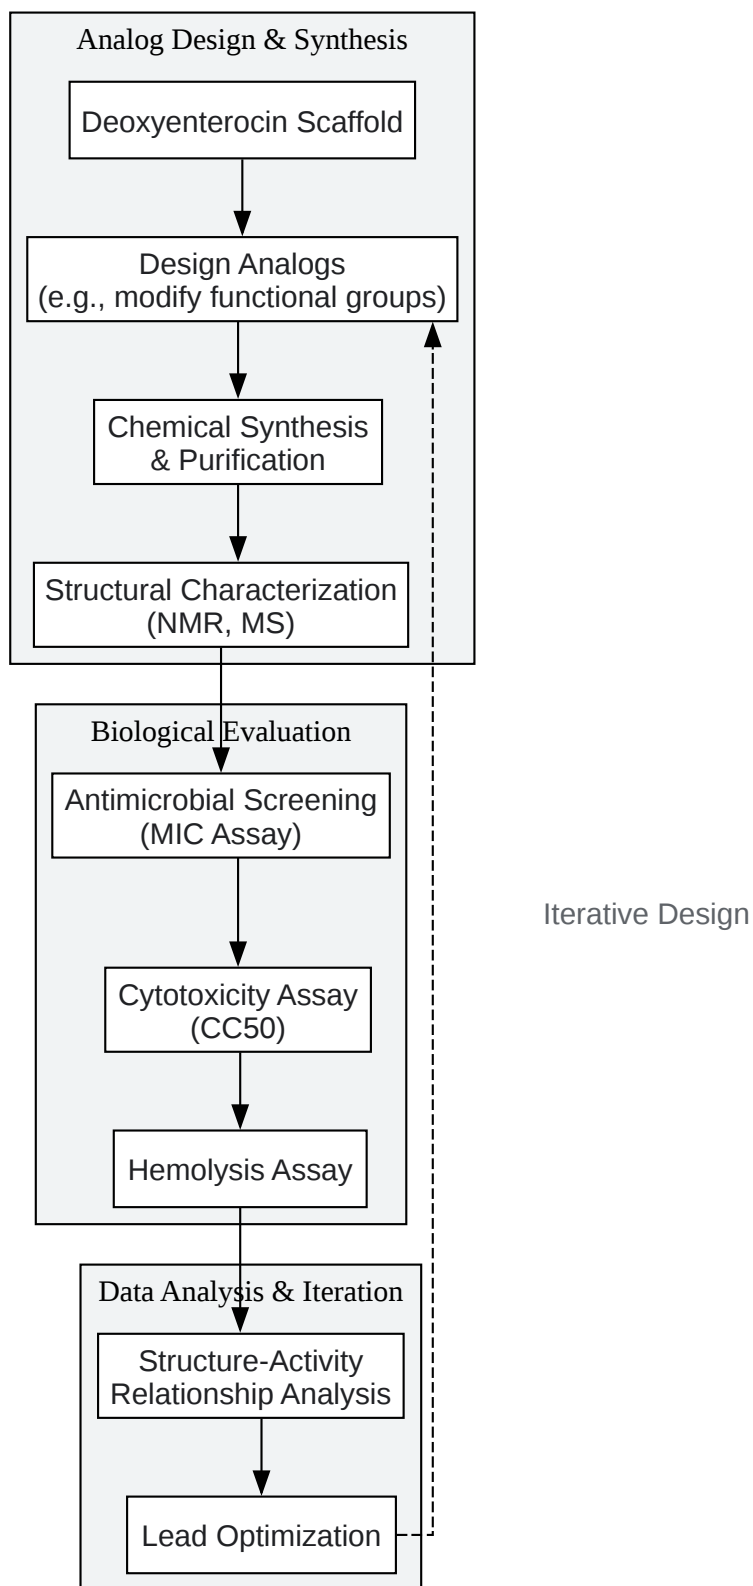 Analog Design & Synthesis
Deoxyenterocin Scaffold
Design Analogs
(e.g., modify functional groups)
Chemical Synthesis
& Purification
Structural Characterization
(NMR, MS)
Biological Evaluation
Antimicrobial Screening
(MIC Assay)
Iterative Design
Cytotoxicity Assay
(CC50)
Hemolysis Assay
Data Analysis & Iteration
Structure-Activity
Relationship Analysis
Lead Optimization